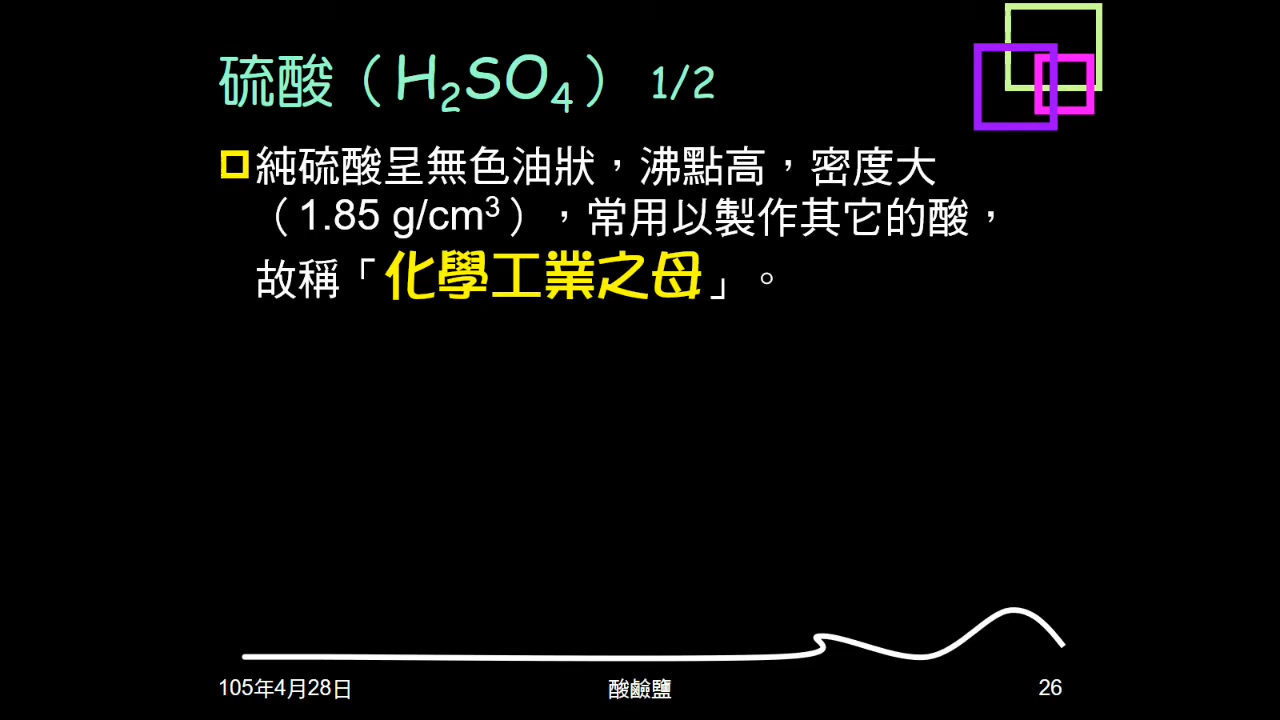 硫酸（H₂SO₄） 1/2
純硫酸呈無色油狀，沸點高，密度大
（1.85 g/cm³），常用以製作其它的酸，
故稱「化學工業之母」。
105年4月28日 酸鹼鹽 26